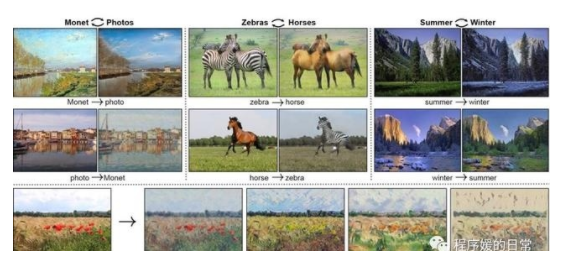 Monet Photos
Zebras Horses
Summer Winter
Monet → photo
zebra → horse
summer → winter
photo → Monet
horse → zebra
winter → summer
程序媛的日常